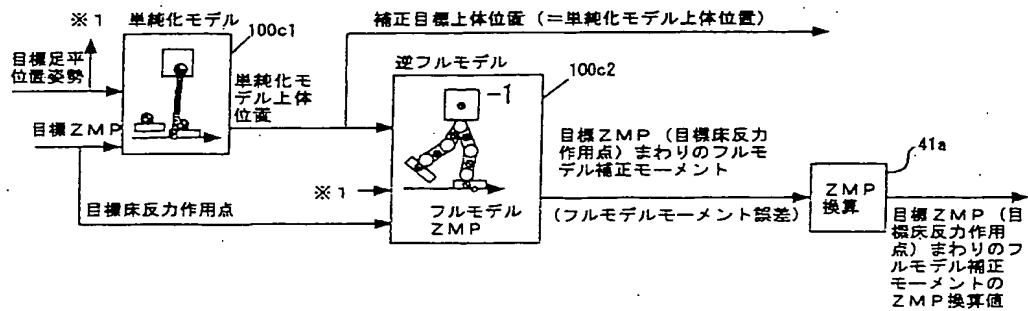 ※1
単純化モデル
100c1
目標足平
位置姿勢
目標ZMP
単純化モ
デル上体
位置
補正目標上体位置(=単純化モデル上体位置)
逆フルモデル
100c2
-1
※1
フルモデル
ZMP
目標床反力作用点
目標ZMP(目標床反力
作用点)まわりのフルモ
デル補正モーメント
(フルモデルモーメント誤差)
41a
ZMP
換算
目標ZMP(目
標床反力作用
点)まわりのフ
ルモデル補正
モーメントの
ZMP換算値